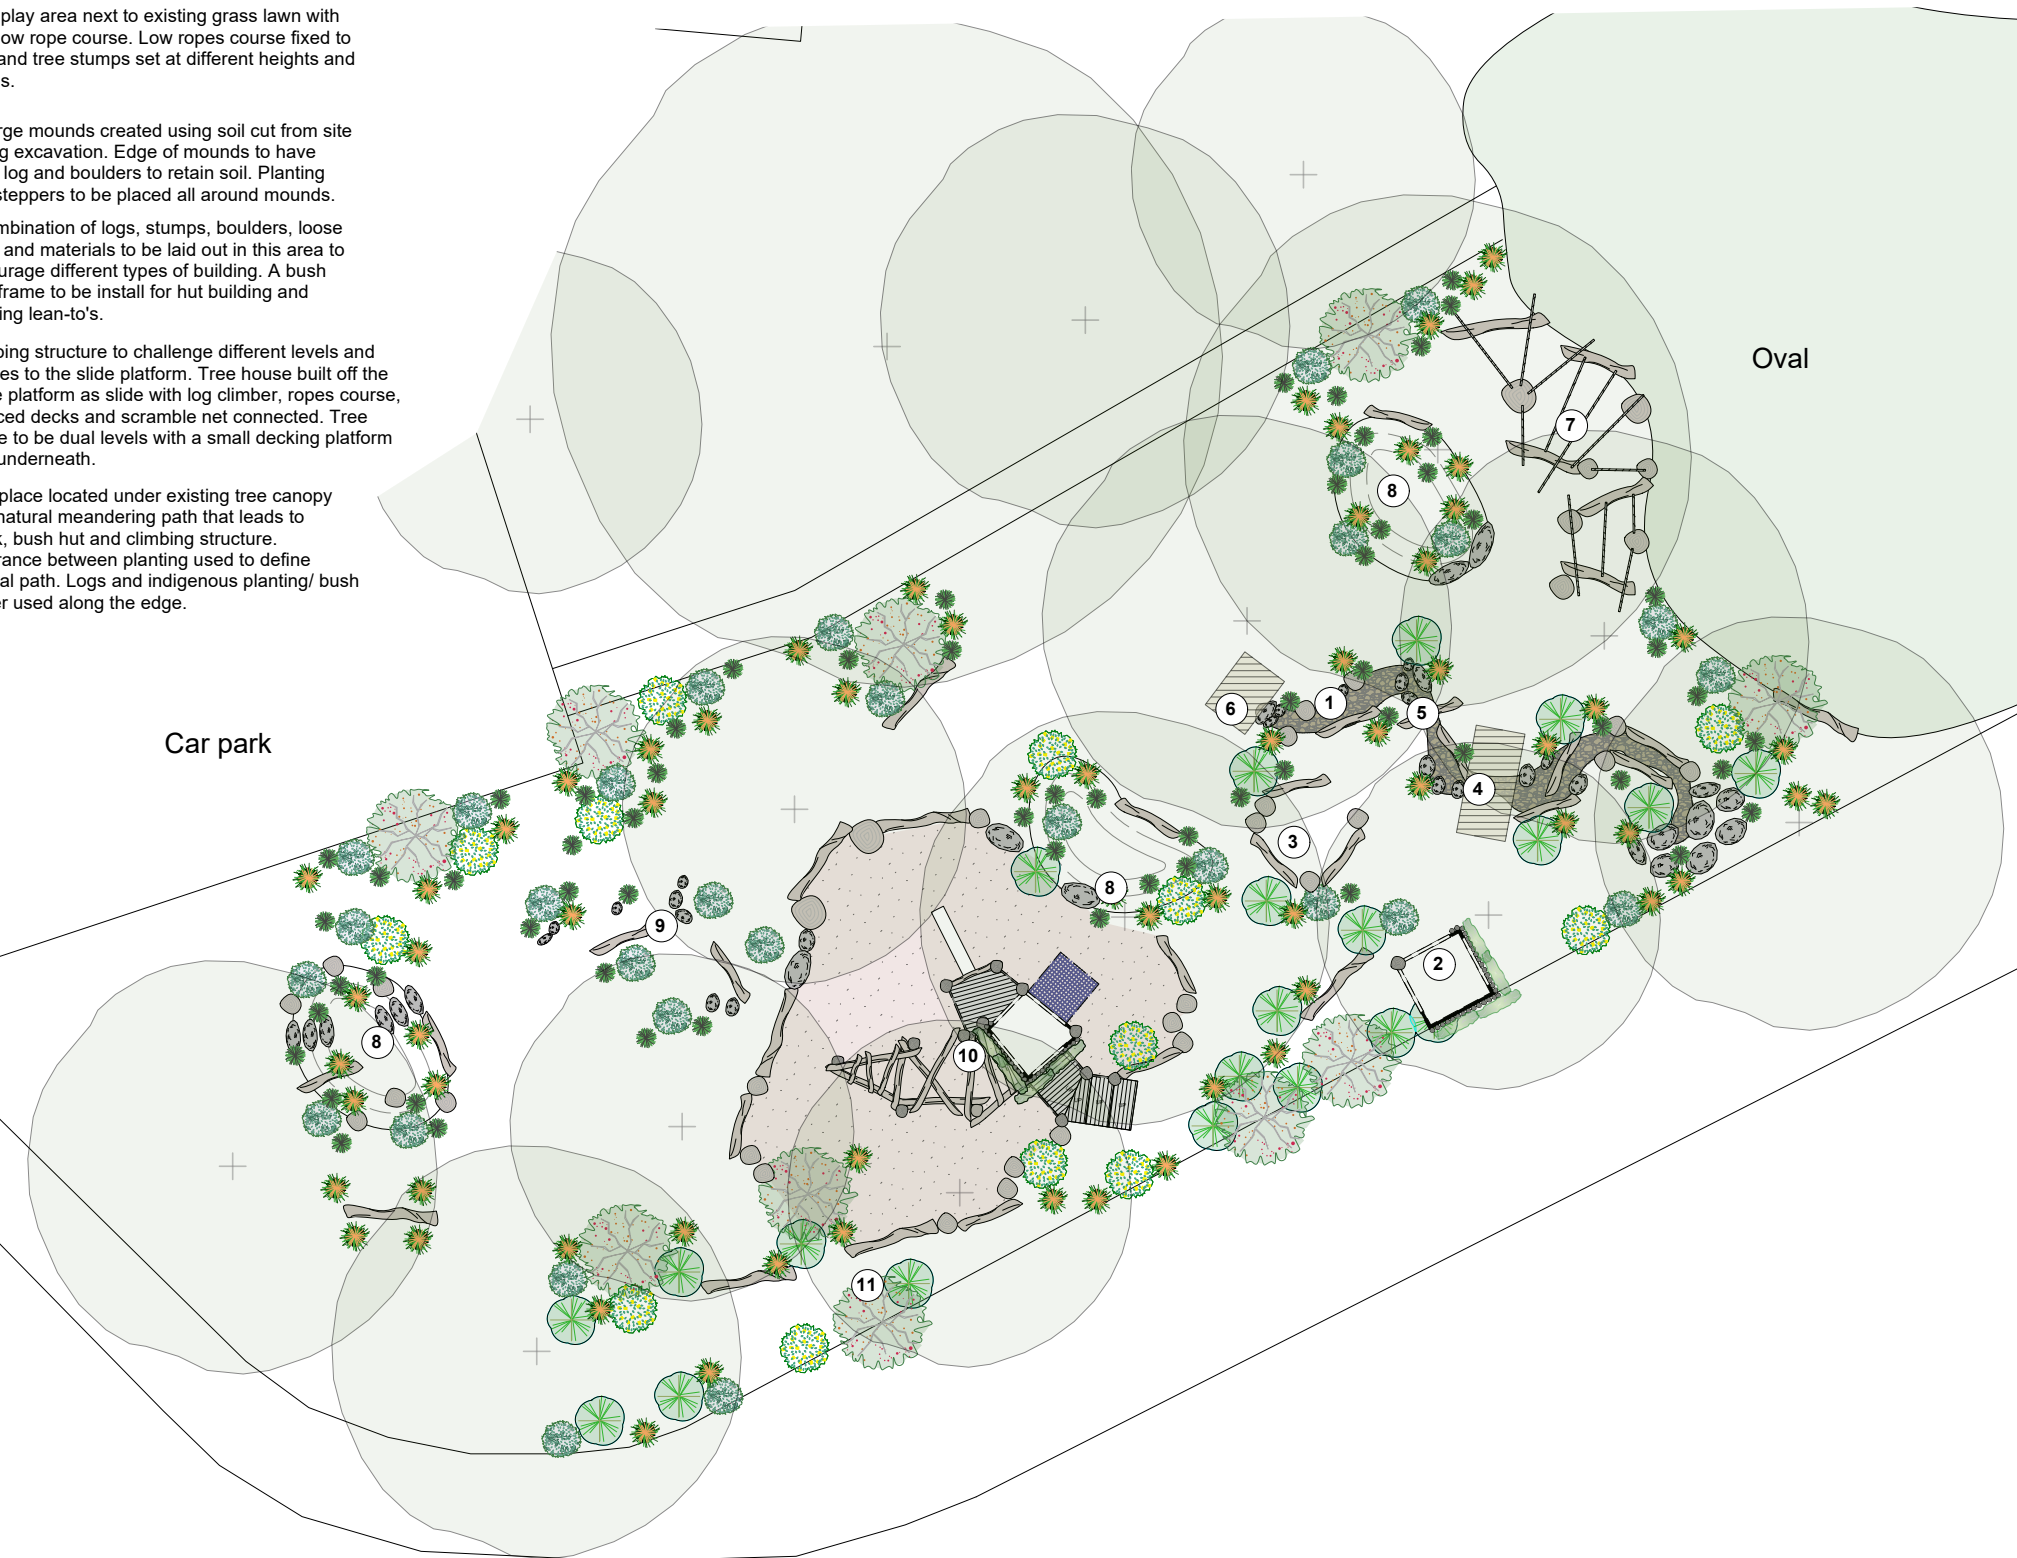 play area next to existing grass lawn with
ow rope course. Low ropes course fixed to
and tree stumps set at different heights and
s.
rge mounds created using soil cut from site
g excavation. Edge of mounds to have
log and boulders to retain soil. Planting
steppers to be placed all around mounds.
mbination of logs, stumps, boulders, loose
and materials to be laid out in this area to
urage different types of building. A bush
frame to be install for hut building and
ing lean-to's.
bing structure to challenge different levels and
es to the slide platform. Tree house built off the
e platform as slide with log climber, ropes course,
ced decks and scramble net connected. Tree
e to be dual levels with a small decking platform
underneath.
place located under existing tree canopy
natural meandering path that leads to
k, bush hut and climbing structure.
rance between planting used to define
al path. Logs and indigenous planting/ bush
er used along the edge.
Oval
7
8
6
1
5
Car park
4
3
8
9
2
8
10
11